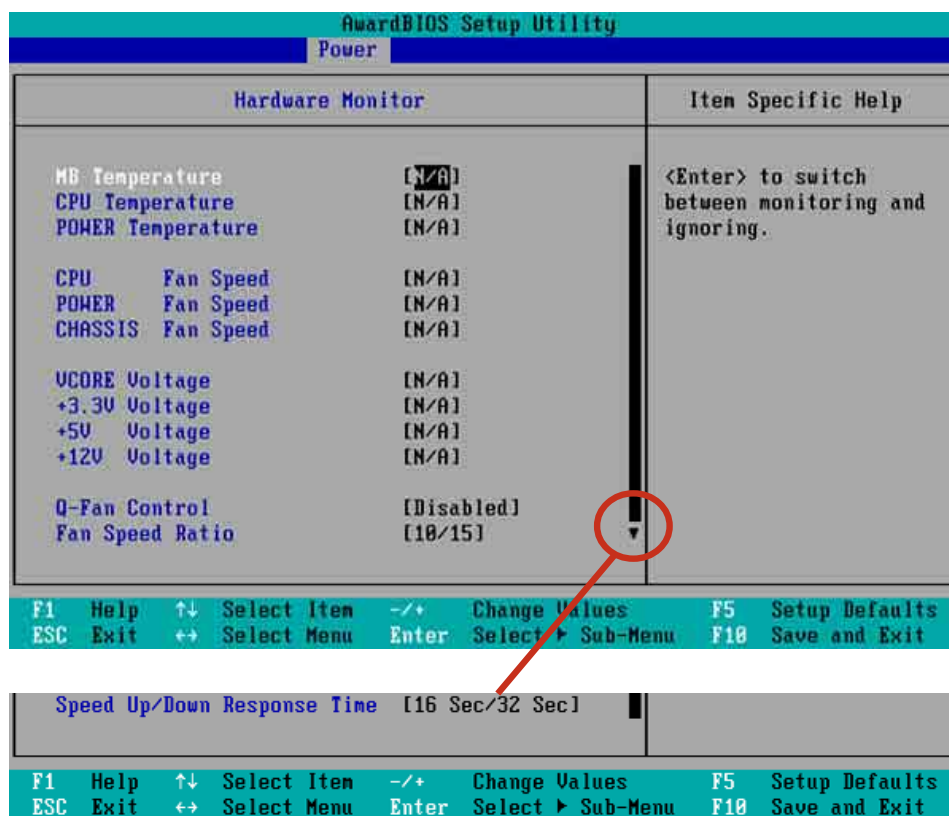 AwardBIOS Setup Utility
Power
Hardware Monitor
Item Specific Help
MB Temperature [N/A]
CPU Temperature [N/A]
POWER Temperature [N/A]
CPU Fan Speed [N/A]
POWER Fan Speed [N/A]
CHASSIS Fan Speed [N/A]
VCORE Voltage [N/A]
+3.3V Voltage [N/A]
+5V Voltage [N/A]
+12V Voltage [N/A]
Q-Fan Control [Disabled]
Fan Speed Ratio [10/15]
<Enter> to switch
between monitoring and
ignoring.
F1 Help ↑↓ Select Item -/+ Change Values F5 Setup Defaults
ESC Exit ↔ Select Menu Enter Select ▶ Sub-Menu F10 Save and Exit
Speed Up/Down Response Time [16 Sec/32 Sec]
F1 Help ↑↓ Select Item -/+ Change Values F5 Setup Defaults
ESC Exit ↔ Select Menu Enter Select ▶ Sub-Menu F10 Save and Exit